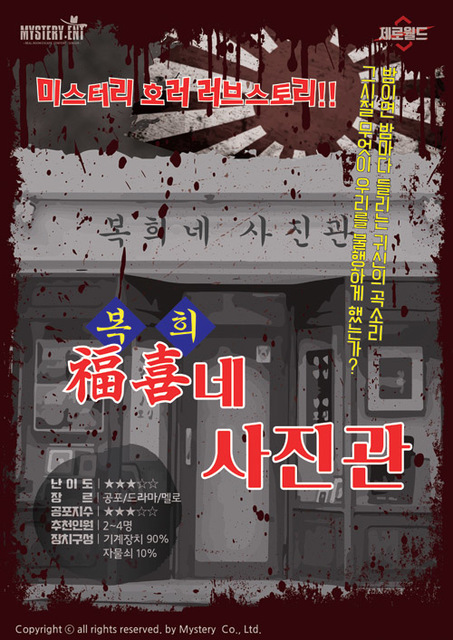 MYSTERY.ENT
제로월드
미스터리 호러 러브스토리!!
밤이면 밤마다 들리는 귀신의 곡소리
그시절 무엇이 우리를 불행하게 했는가?
복희네 사진관
복 희
福喜네
사진관
난 이 도 | ★★★☆☆
장 르 | 공포/드라마/멜로
공포지수 | ★★★☆☆
추천인원 | 2~4명
장치구성 | 기계장치 90%
자물쇠 10%
Copyright ⓒ all rights reserved. by Mystery Co., Ltd.